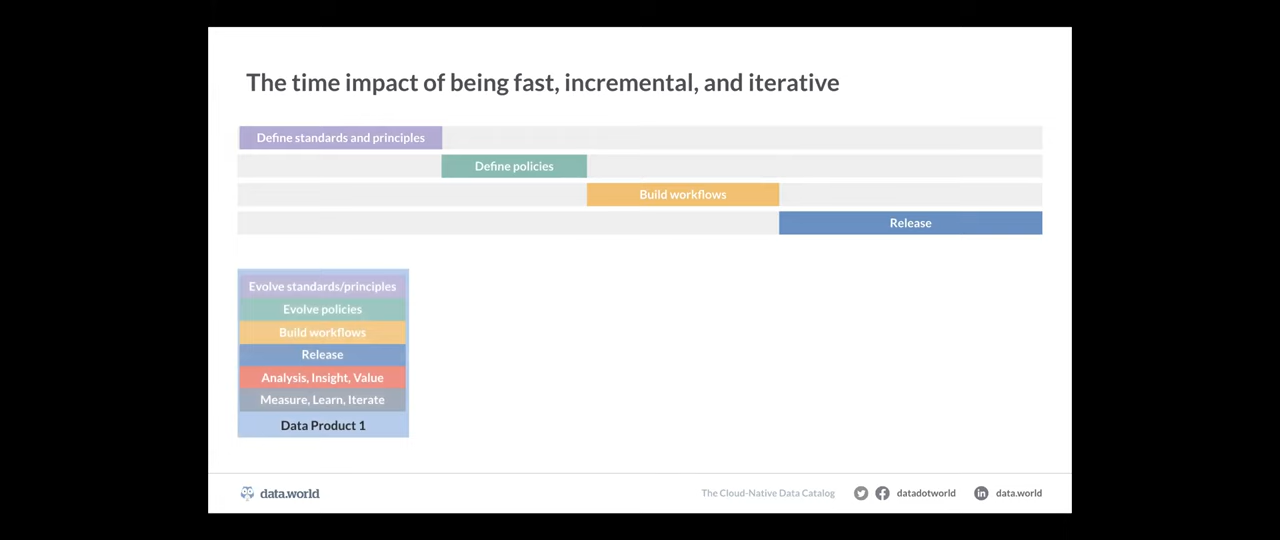 The time impact of being fast, incremental, and iterative
Define standards and principles
Define policies
Build workflows
Release
Evolve standards/principles
Evolve policies
Build workflows
Release
Analysis, Insight, Value
Measure, Learn, Iterate
Data Product 1
data.world
The Cloud-Native Data Catalog
datadotworld
in
data.world